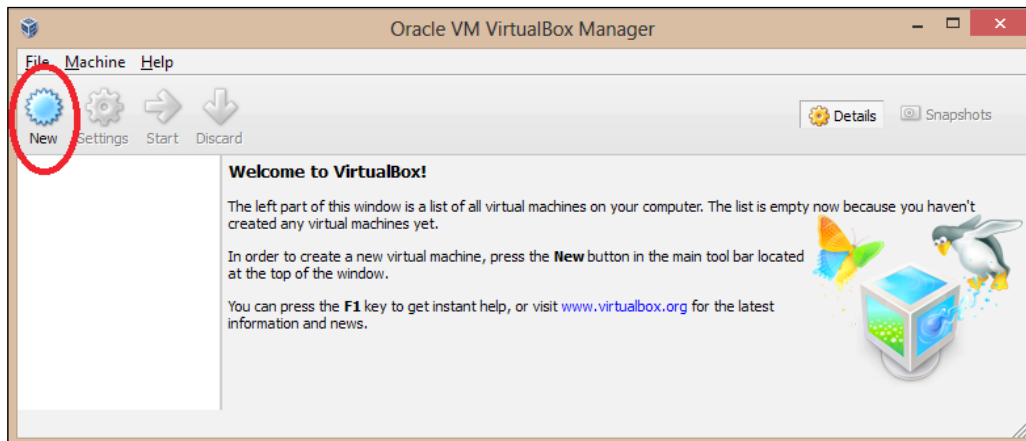 Oracle VM VirtualBox Manager
File Machine Help
New Settings Start Discard Details Snapshots
Welcome to VirtualBox!
The left part of this window is a list of all virtual machines on your computer. The list is empty now because you haven't
created any virtual machines yet.
In order to create a new virtual machine, press the New button in the main tool bar located
at the top of the window.
You can press the F1 key to get instant help, or visit www.virtualbox.org for the latest
information and news.